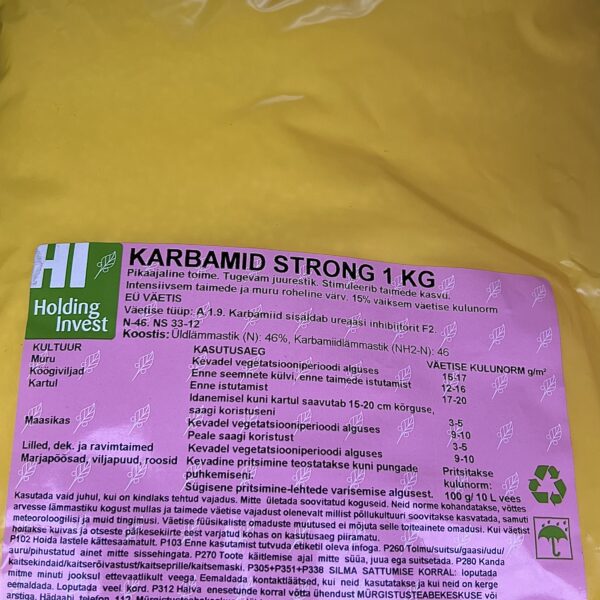 HI
Holding
Invest
KARBAMID STRONG 1 KG
Pikaajaline toime. Tugevam juurestik. Stimuleerib taimede kasvu.
Intensiivsem taimede ja muru roheline värv. 15% väiksem väetise kulunorm
EU VÄETIS
Väetise tüüp: A.1.9. Karbamiid sisaldab ureaasi inhibiitorit F2.
N-46. NS 33-12
Koostis: Üldlämmastik (N): 46%, Karbamiidlämmastik (NH2-N): 46
KULTUUR KASUTUSAEG VÄETISE KULUNORM g/m²
Muru Kevadel vegetatsiooniperioodi alguses 15-17
Köögiviljad Enne seemnete külvi, enne taimede istutamist 12-16
Kartul Enne istutamist 17-20
Idanemisel kuni kartul saavutab 15-20 cm kõrguse,
saagi koristuseni 3-5
Maasikas Kevadel vegetatsiooniperioodi alguses 9-10
Peale saagi koristust 3-5
Lilled, dek. ja ravimtaimed Kevadel vegetatsiooniperioodi alguses 9-10
Marjapõõsad, viljapuud, roosid Kevadine pritsimine teostatakse kuni pungade Pritsitakse
puhkemiseni. kulunorm:
Sügisene pritsimine-lehtede varisemise algusest. 100 g/ 10 L vees
Kasutada vaid juhul, kui on kindlaks tehtud vajadus. Mitte ületada soovitatud koguseid. Neid norme kohandatakse, võttes
arvesse lämmastiku kogust mullas ja taimede väetise vajadust olenevalt millist põllukultuuri soovitakse kasvatada, samuti
meteoroloogilisi ja muid tingimusi. Väetise füüsikaliste omaduste muutused ei mõjuta selle toiteainete omadusi. Kui väetist
hoitakse kuivas ja otseste päikesekiirte eest varjatud kohas on kasutusaeg piiramatu.
P102 Hoida lastele kättesaamatult. P103 Enne kasutamist tutvuda etiketil oleva infoga. P260 Tolmu/suitsu/gaasi/udu/
auru/pihustatud ainet mitte sissehingata. P270 Toote käitlemise ajal mitte süüa, juua ega suitsetada. P280 Kanda
kaitsekindaid/kaitserõivastust/kaitseprille/kaitsemaski. P305+P351+P338 SILMA SATTUMISE KORRAL: loputada
mitme minuti jooksul ettevaatlikult veega. Eemaldada kontaktläätsed, kui neid kasutatakse ja kui neid on kerge
eemaldada. Loputada veel kord. P312 Halva enesetunde korral võtta ühendust MÜRGISTUSTEABEKESKUSE või
arstiga. Hädaabi telefon 112